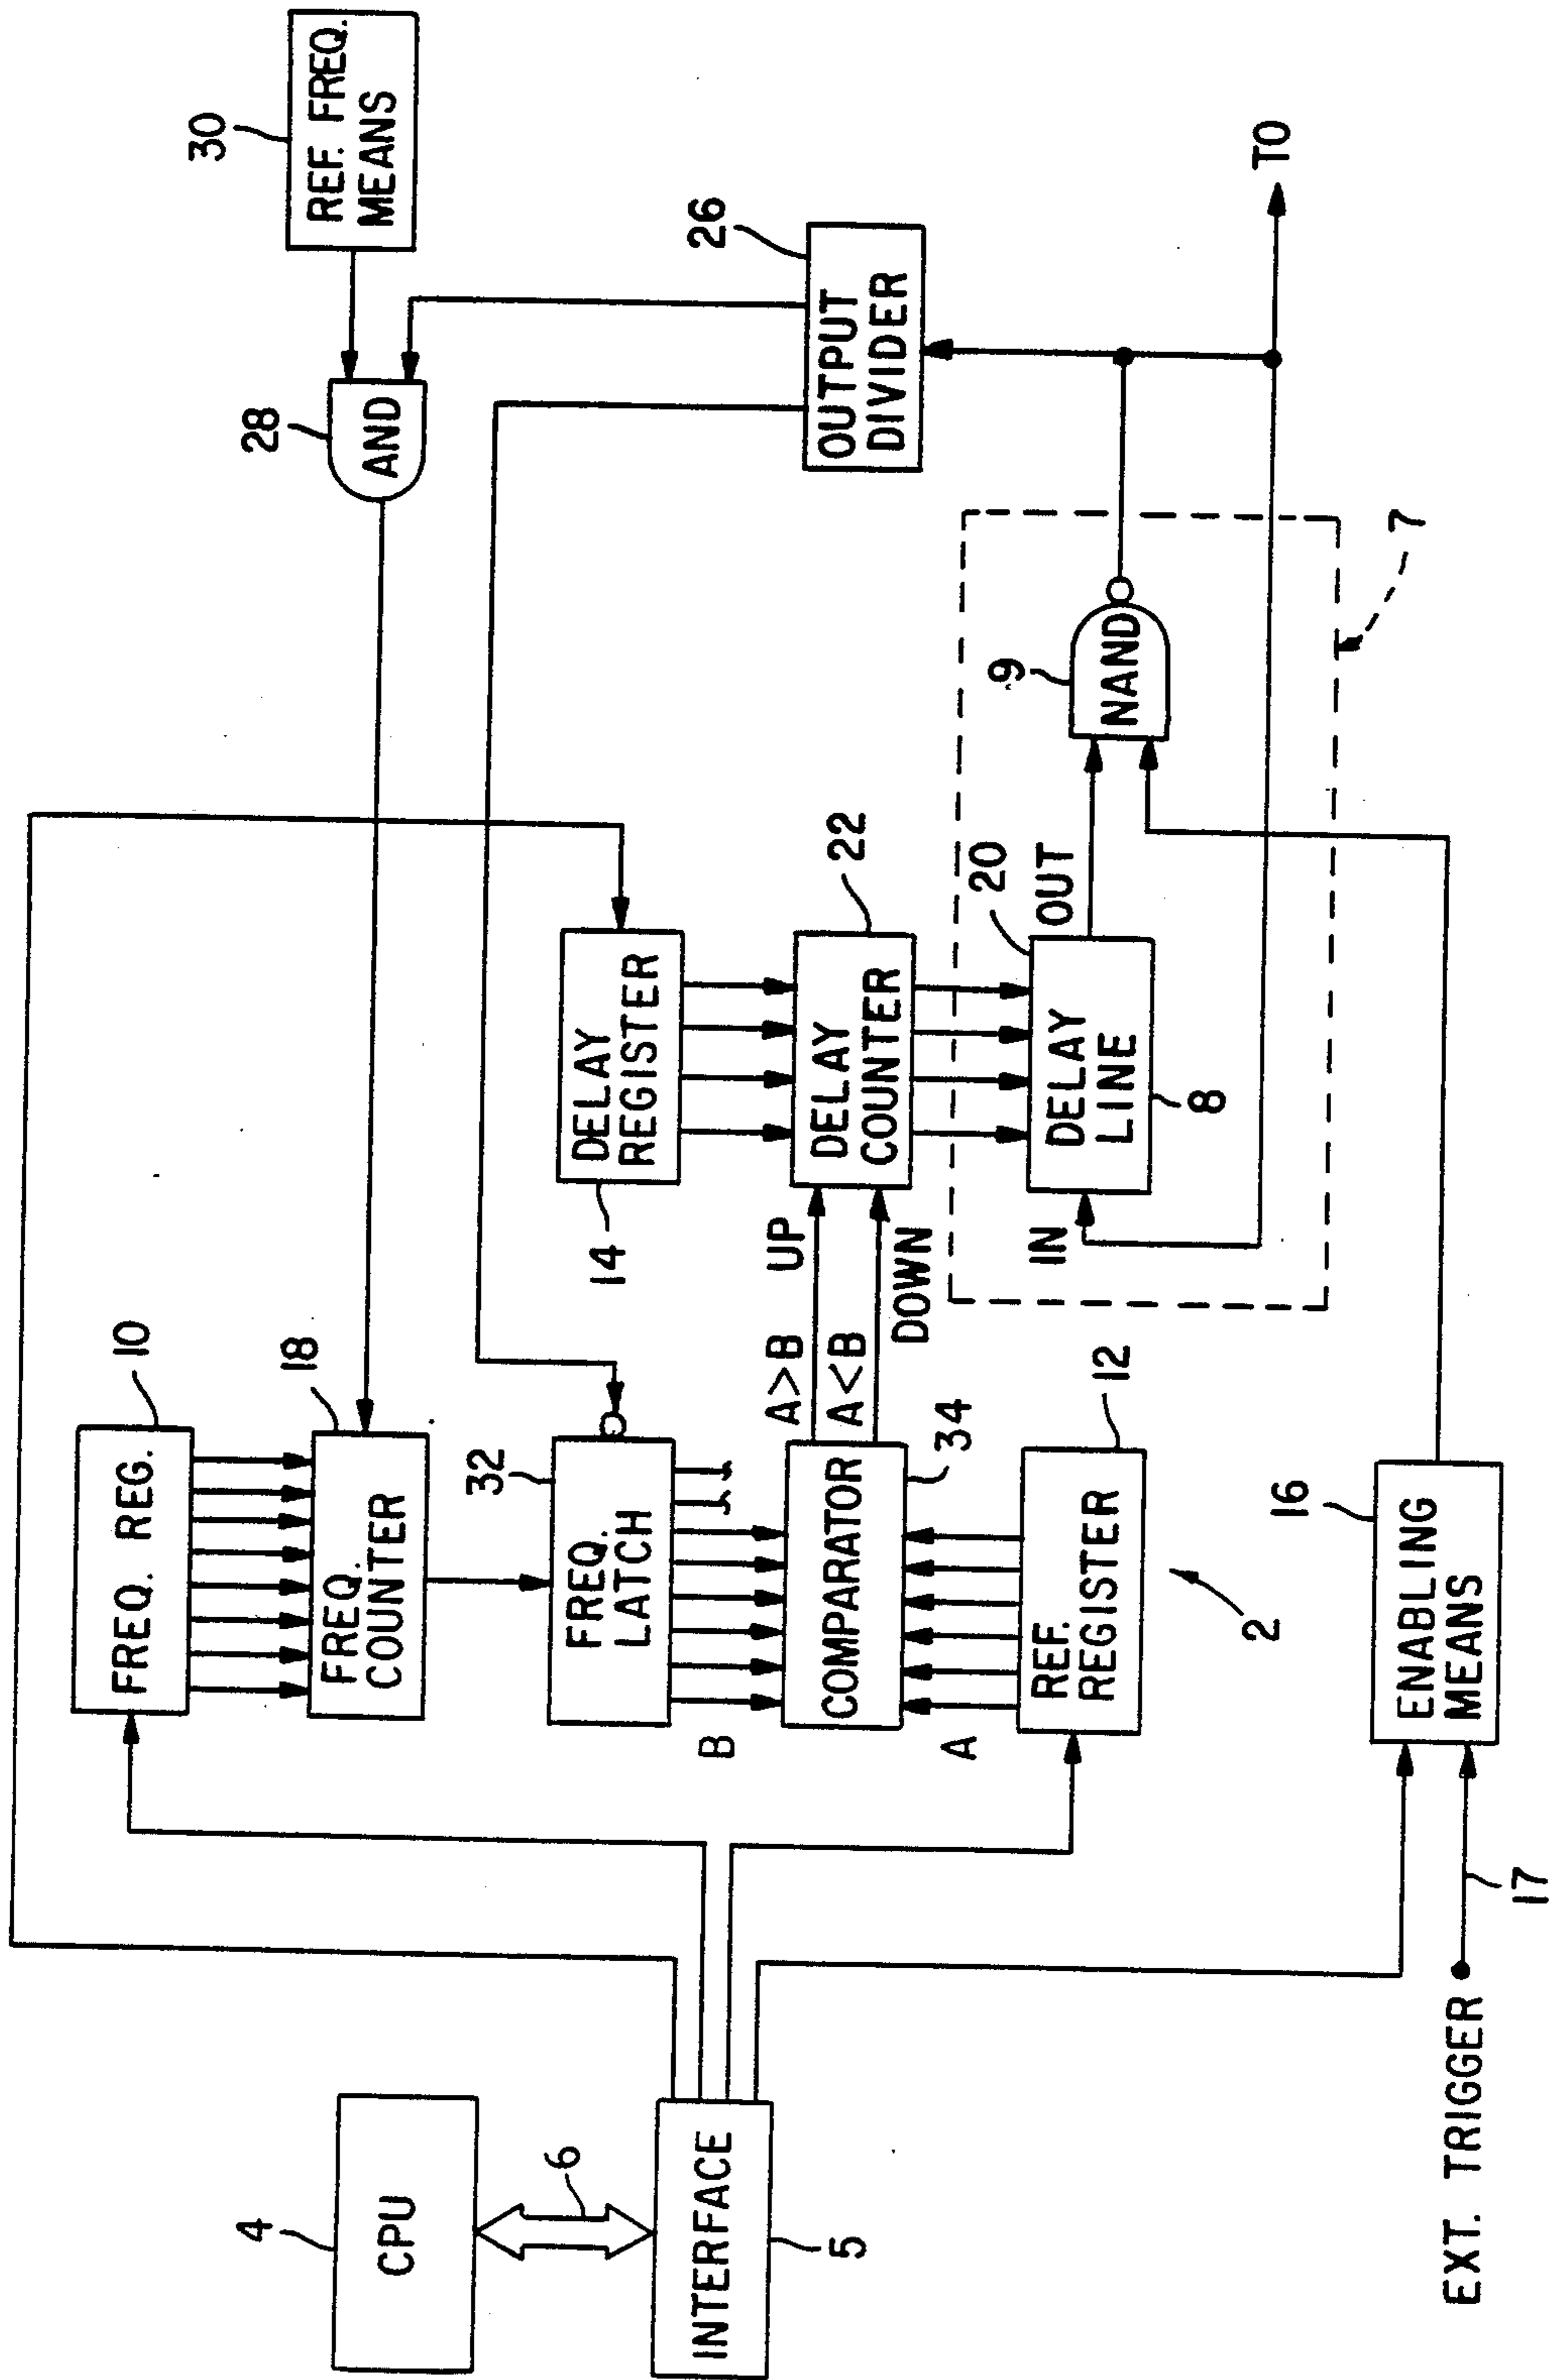 4
CPU
6
INTERFACE
5
10
FREQ. REG.
18
FREQ.
COUNTER
28
AND
30
REF. FREQ.
MEANS
32
FREQ.
LATCH
B
COMPARATOR
34
A
REF.
REGISTER
12
2
A>B UP
A<B
DOWN
14
DELAY
REGISTER
DELAY
COUNTER
22
26
OUTPUT
DIVIDER
20
IN
DELAY
LINE
8
OUT
9
NAND
7
TO
16
ENABLING
MEANS
EXT. TRIGGER
17